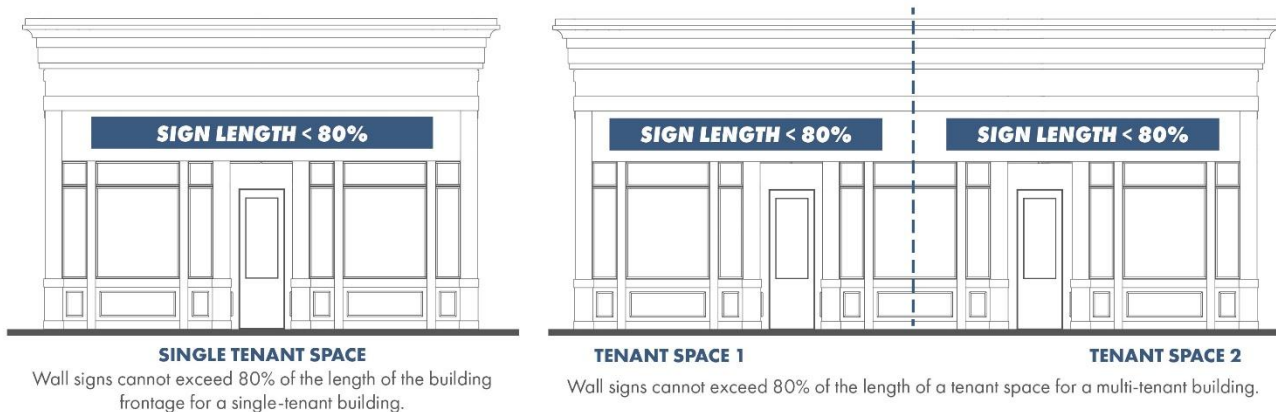 SIGN LENGTH < 80%
SINGLE TENANT SPACE
Wall signs cannot exceed 80% of the length of the building
frontage for a single-tenant building.
SIGN LENGTH < 80%
SIGN LENGTH < 80%
TENANT SPACE 1
TENANT SPACE 2
Wall signs cannot exceed 80% of the length of a tenant space for a multi-tenant building.